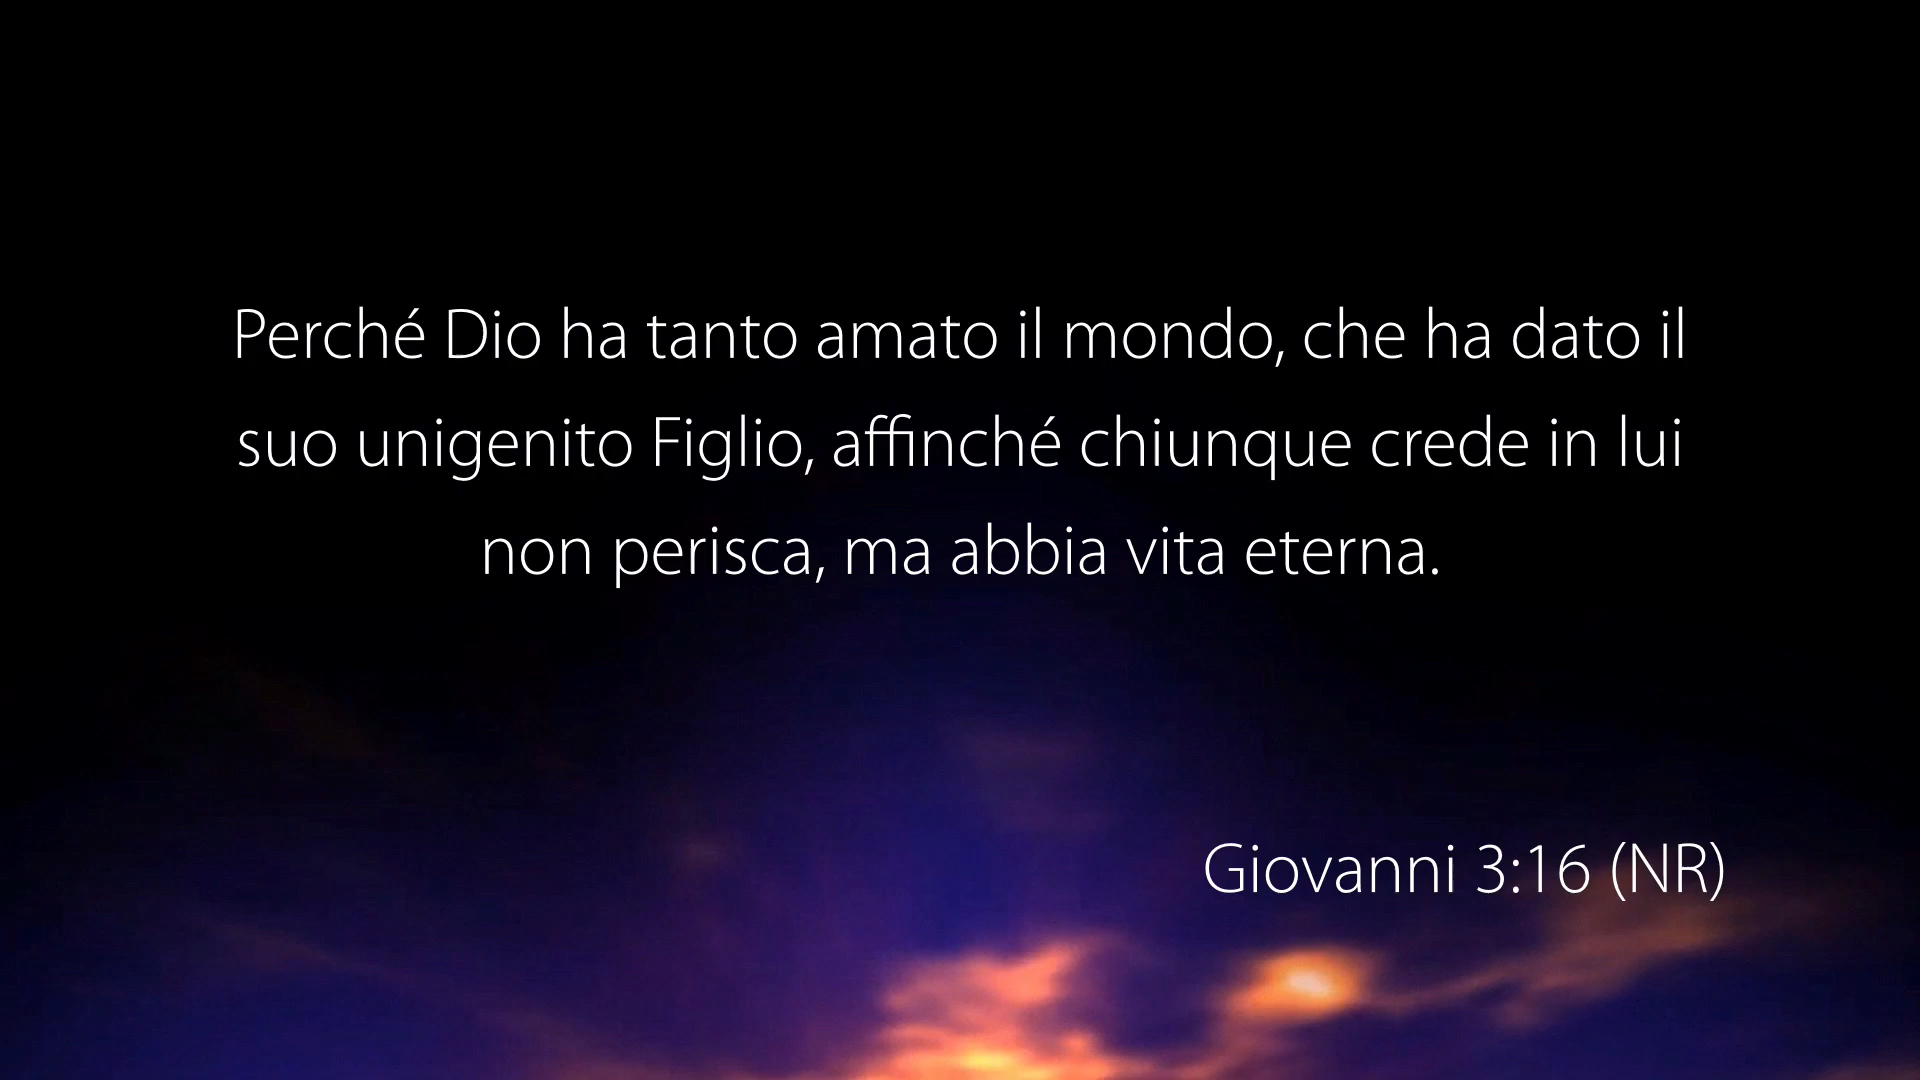 Perché Dio ha tanto amato il mondo, che ha dato il
suo unigenito Figlio, affinché chiunque crede in lui
non perisca, ma abbia vita eterna.
Giovanni 3:16 (NR)